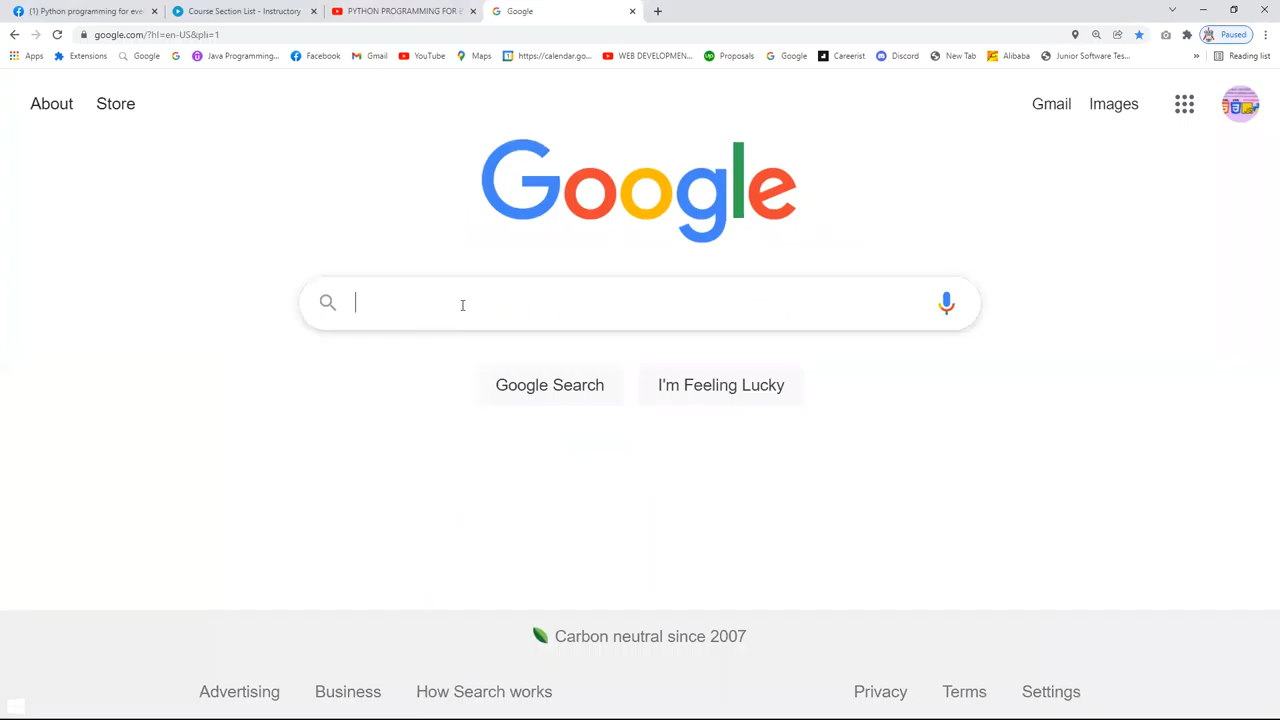 (1) Python programming for eve
Course Section List - Instructory
PYTHON PROGRAMMING FOR E
Google
google.com/?hl=en-US&pli=1
Paused
Apps
Extensions
Google
Java Programming...
Facebook
Gmail
YouTube
Maps
https://calendar.go...
WEB DEVELOPMEN...
Proposals
Google
Careerist
Discord
New Tab
Alibaba
Junior Software Tes...
»
Reading list
About Store
Gmail Images
Google
Google Search I'm Feeling Lucky
Carbon neutral since 2007
Advertising Business How Search works
Privacy Terms Settings